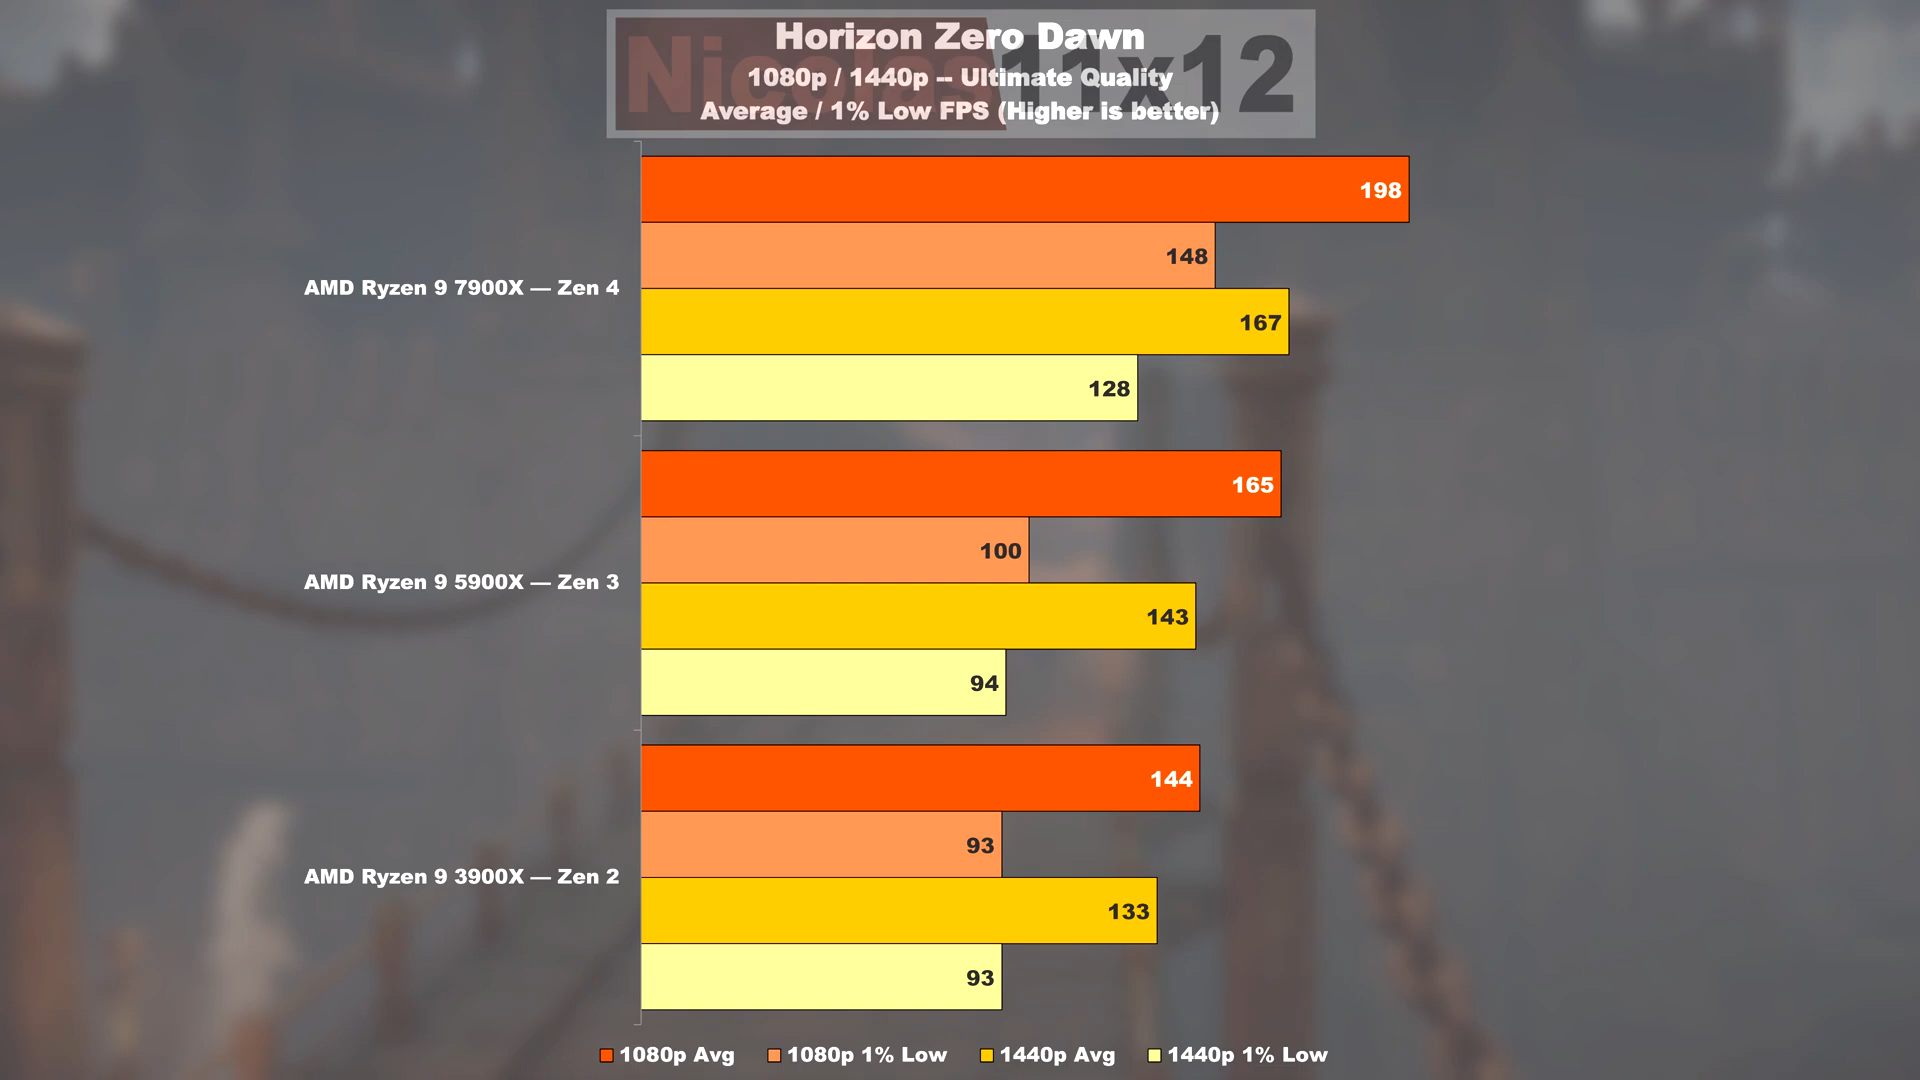 Nicolas11x12
Horizon Zero Dawn
1080p / 1440p -- Ultimate Quality
Average / 1% Low FPS (Higher is better)
198
148
AMD Ryzen 9 7900X — Zen 4
167
128
165
100
AMD Ryzen 9 5900X — Zen 3
143
94
144
93
AMD Ryzen 9 3900X — Zen 2
133
93
1080p Avg 1080p 1% Low 1440p Avg 1440p 1% Low